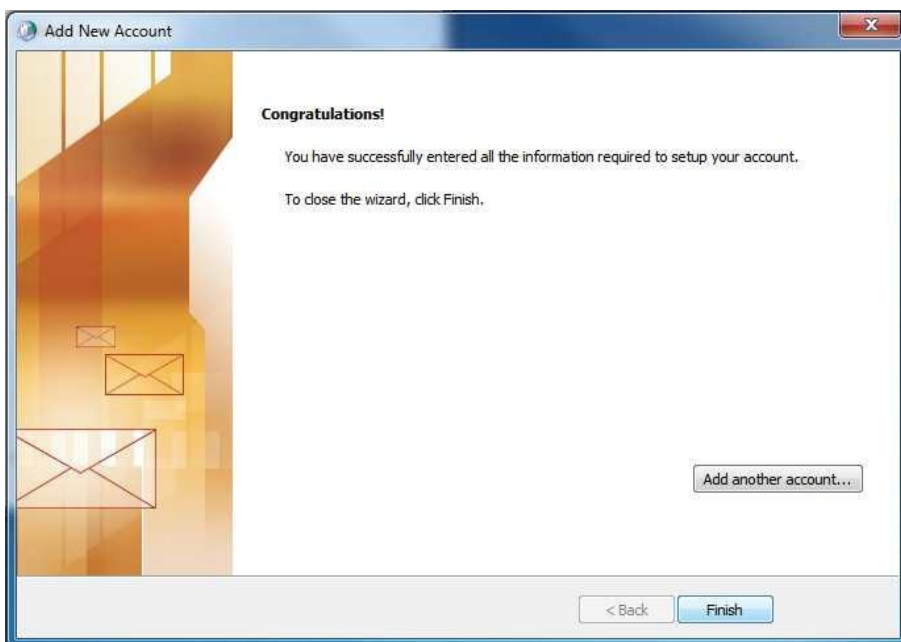 Add New Account
Congratulations!
You have successfully entered all the information required to setup your account.
To close the wizard, click Finish.
Add another account...
< Back
Finish